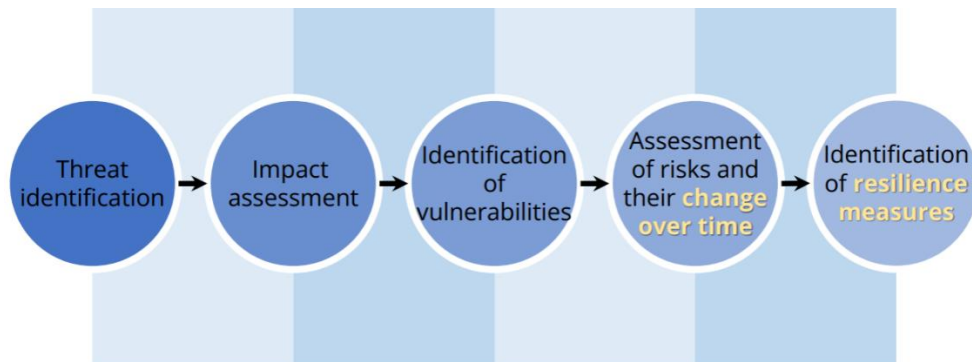 Threat
identification
Impact
assessment
Identification
of
vulnerabilities
Assessment
of risks and
their change
over time
Identification
of resilience
measures